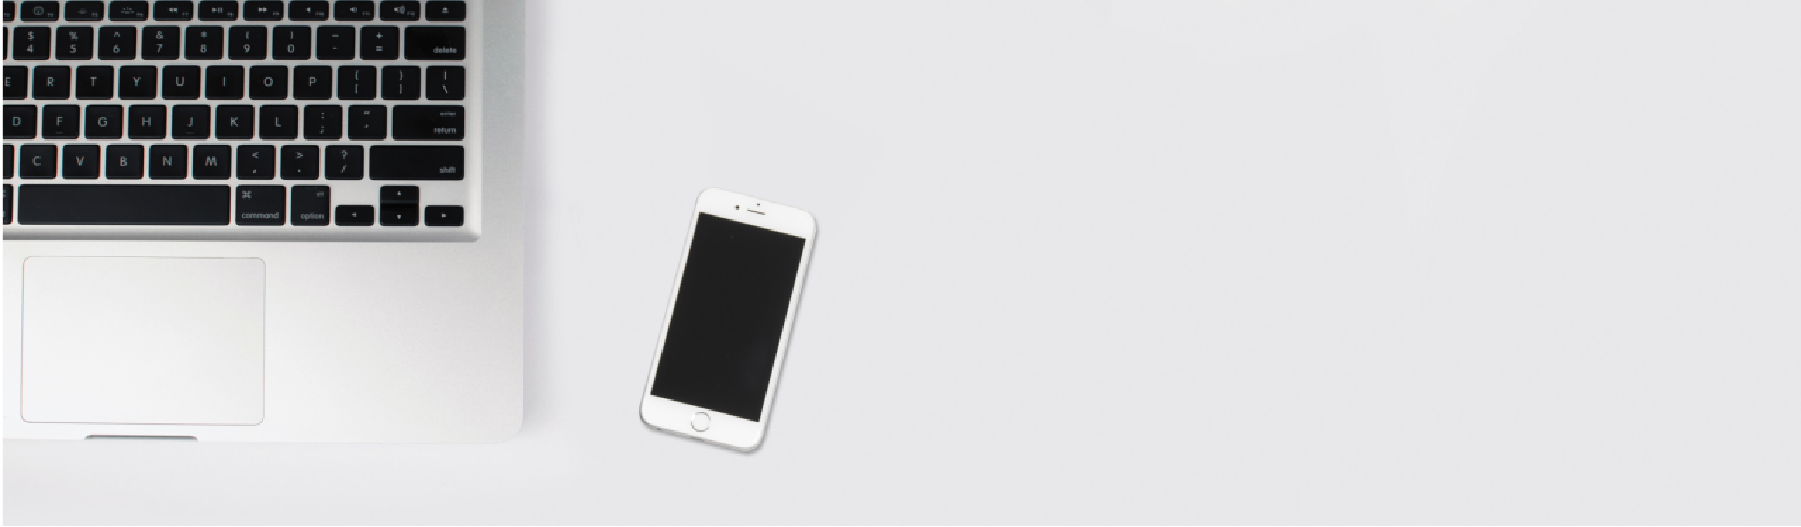 $ % ^ & * ( ) – +
4 5 6 7 8 9 0 - = delete
E R T Y U I O P { } |
[ ] \
D F G H J K L : " enter
; ' return
C V B N M < > ?
, . / shift
⌘
command option